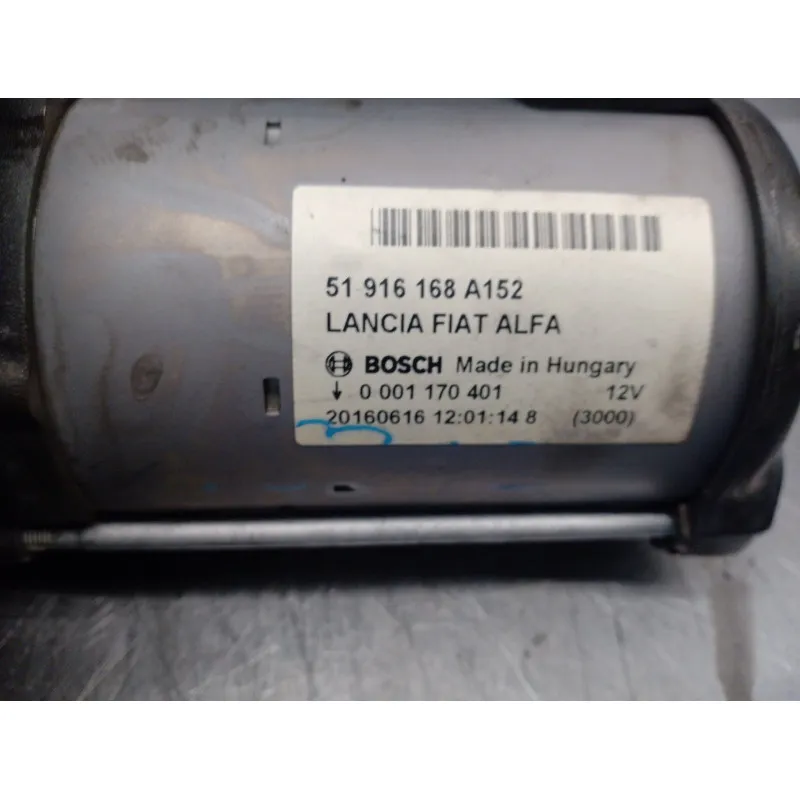 51 916 168 A152
LANCIA FIAT ALFA
BOSCH Made in Hungary
↓ 0 001 170 401 12V
20160616 12:01:14 8 (3000)